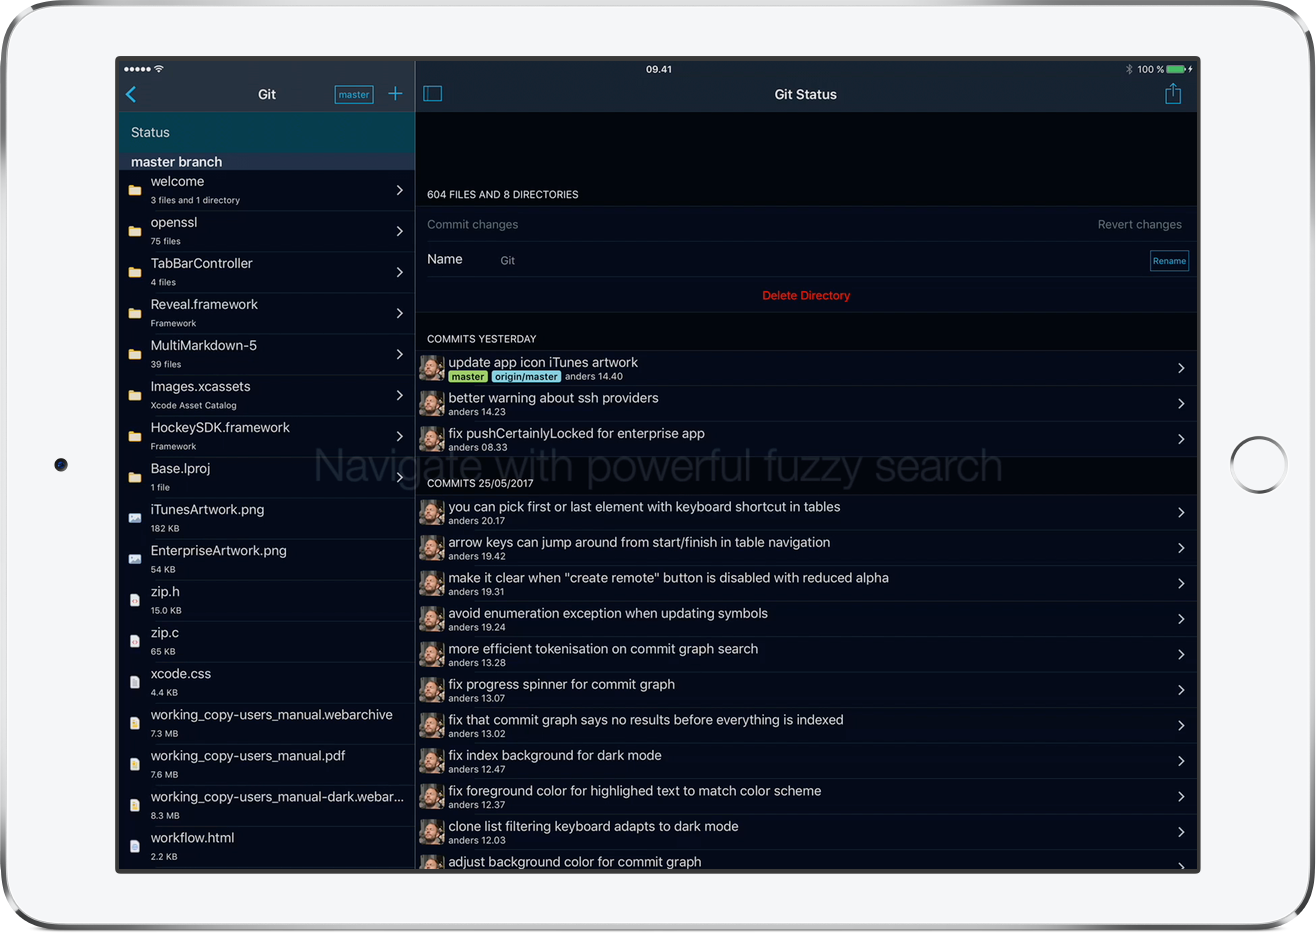 09.41
100 %
Git
master
Git Status
Status
master branch
welcome
3 files and 1 directory
openssl
75 files
TabBarController
4 files
Reveal.framework
Framework
MultiMarkdown-5
39 files
Images.xcassets
Xcode Asset Catalog
HockeySDK.framework
Framework
Base.lproj
1 file
iTunesArtwork.png
182 KB
EnterpriseArtwork.png
54 KB
zip.h
15.0 KB
zip.c
65 KB
xcode.css
4.4 KB
working_copy-users_manual.webarchive
7.3 MB
working_copy-users_manual.pdf
7.6 MB
working_copy-users_manual-dark.webar...
8.3 MB
workflow.html
2.2 KB
604 FILES AND 8 DIRECTORIES
Commit changes Revert changes
Name Git Rename
Delete Directory
COMMITS YESTERDAY
update app icon iTunes artwork
master origin/master anders 14.40
better warning about ssh providers
anders 14.23
fix pushCertainlyLocked for enterprise app
anders 08.33
Navigate with powerful fuzzy search
COMMITS 25/05/2017
you can pick first or last element with keyboard shortcut in tables
anders 20.17
arrow keys can jump around from start/finish in table navigation
anders 19.42
make it clear when "create remote" button is disabled with reduced alpha
anders 19.31
avoid enumeration exception when updating symbols
anders 19.24
more efficient tokenisation on commit graph search
anders 13.28
fix progress spinner for commit graph
anders 13.07
fix that commit graph says no results before everything is indexed
anders 13.02
fix index background for dark mode
anders 12.47
fix foreground color for highlighed text to match color scheme
anders 12.37
clone list filtering keyboard adapts to dark mode
anders 12.03
adjust background color for commit graph